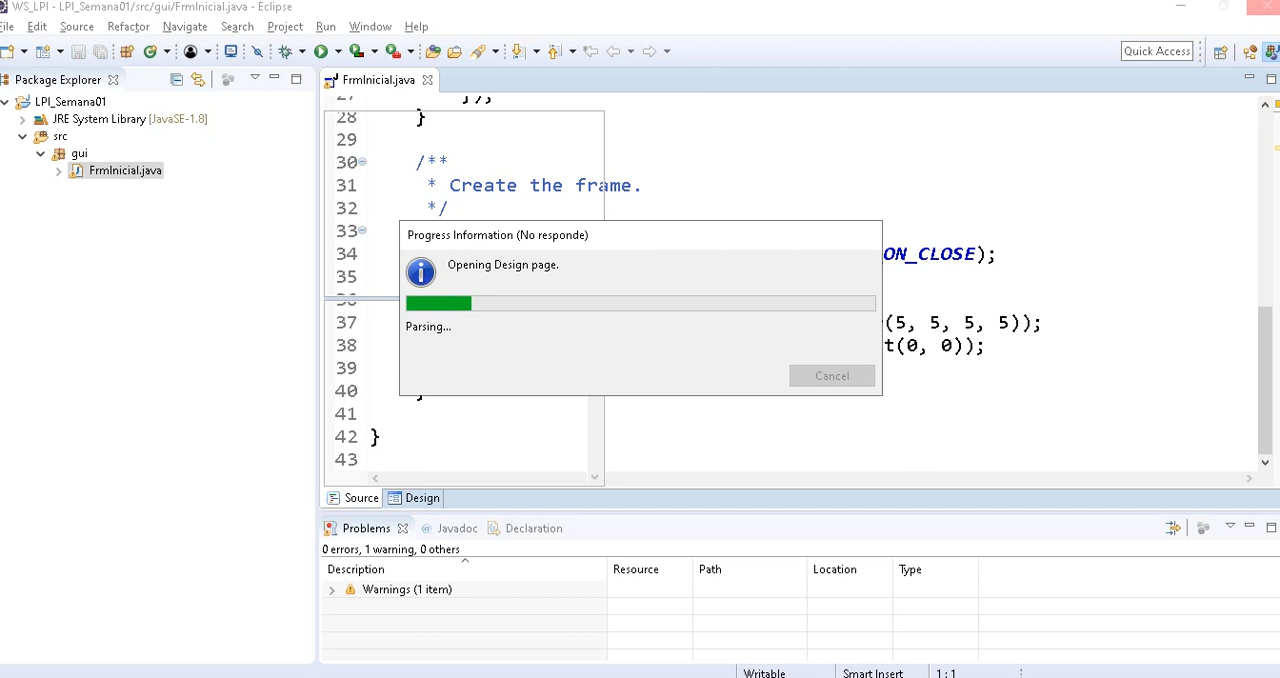 WS_LPI - LPI_Semana01/src/gui/FrmInicial.java - Eclipse
File Edit Source Refactor Navigate Search Project Run Window Help
Quick Access
Package Explorer
LPI_Semana01
JRE System Library [JavaSE-1.8]
src
gui
FrmInicial.java
FrmInicial.java
27 });
28 }
29
30 /**
31 * Create the frame.
32 */
33
34 ON_CLOSE);
35
36
37 (5, 5, 5, 5));
38 t(0, 0));
39
40 }
41
42 }
43
Progress Information (No responde)
Opening Design page.
Parsing...
Cancel
Source Design
Problems Javadoc Declaration
0 errors, 1 warning, 0 others
Description Resource Path Location Type
Warnings (1 item)
Writable Smart Insert 1 : 1